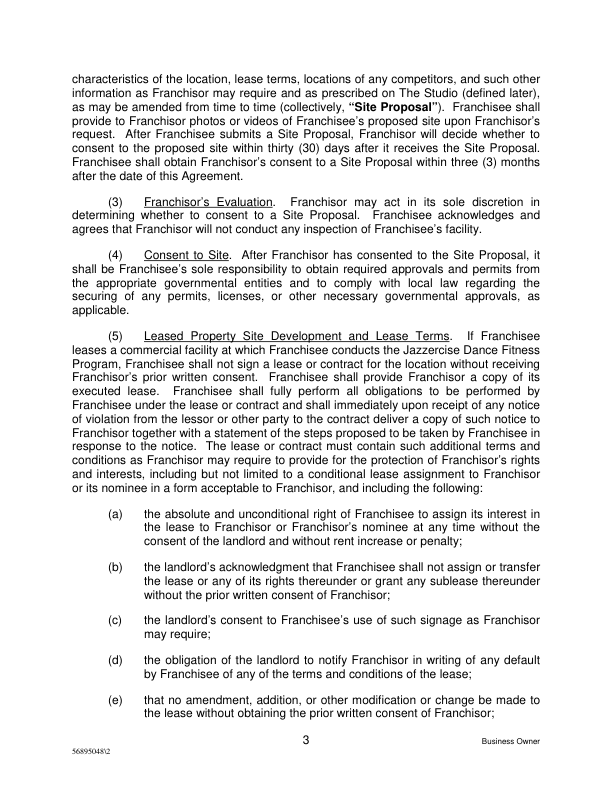 characteristics of the location, lease terms, locations of any competitors, and such other
information as Franchisor may require and as prescribed on The Studio (defined later),
as may be amended from time to time (collectively, “Site Proposal”). Franchisee shall
provide to Franchisor photos or videos of Franchisee’s proposed site upon Franchisor’s
request. After Franchisee submits a Site Proposal, Franchisor will decide whether to
consent to the proposed site within thirty (30) days after it receives the Site Proposal.
Franchisee shall obtain Franchisor’s consent to a Site Proposal within three (3) months
after the date of this Agreement.
(3) Franchisor’s Evaluation. Franchisor may act in its sole discretion in
determining whether to consent to a Site Proposal. Franchisee acknowledges and
agrees that Franchisor will not conduct any inspection of Franchisee’s facility.
(4) Consent to Site. After Franchisor has consented to the Site Proposal, it
shall be Franchisee’s sole responsibility to obtain required approvals and permits from
the appropriate governmental entities and to comply with local law regarding the
securing of any permits, licenses, or other necessary governmental approvals, as
applicable.
(5) Leased Property Site Development and Lease Terms. If Franchisee
leases a commercial facility at which Franchisee conducts the Jazzercise Dance Fitness
Program, Franchisee shall not sign a lease or contract for the location without receiving
Franchisor’s prior written consent. Franchisee shall provide Franchisor a copy of its
executed lease. Franchisee shall fully perform all obligations to be performed by
Franchisee under the lease or contract and shall immediately upon receipt of any notice
of violation from the lessor or other party to the contract deliver a copy of such notice to
Franchisor together with a statement of the steps proposed to be taken by Franchisee in
response to the notice. The lease or contract must contain such additional terms and
conditions as Franchisor may require to provide for the protection of Franchisor’s rights
and interests, including but not limited to a conditional lease assignment to Franchisor
or its nominee in a form acceptable to Franchisor, and including the following:
(a) the absolute and unconditional right of Franchisee to assign its interest in
the lease to Franchisor or Franchisor’s nominee at any time without the
consent of the landlord and without rent increase or penalty;
(b) the landlord’s acknowledgment that Franchisee shall not assign or transfer
the lease or any of its rights thereunder or grant any sublease thereunder
without the prior written consent of Franchisor;
(c) the landlord’s consent to Franchisee’s use of such signage as Franchisor
may require;
(d) the obligation of the landlord to notify Franchisor in writing of any default
by Franchisee of any of the terms and conditions of the lease;
(e) that no amendment, addition, or other modification or change be made to
the lease without obtaining the prior written consent of Franchisor;
3 Business Owner
56895048\2